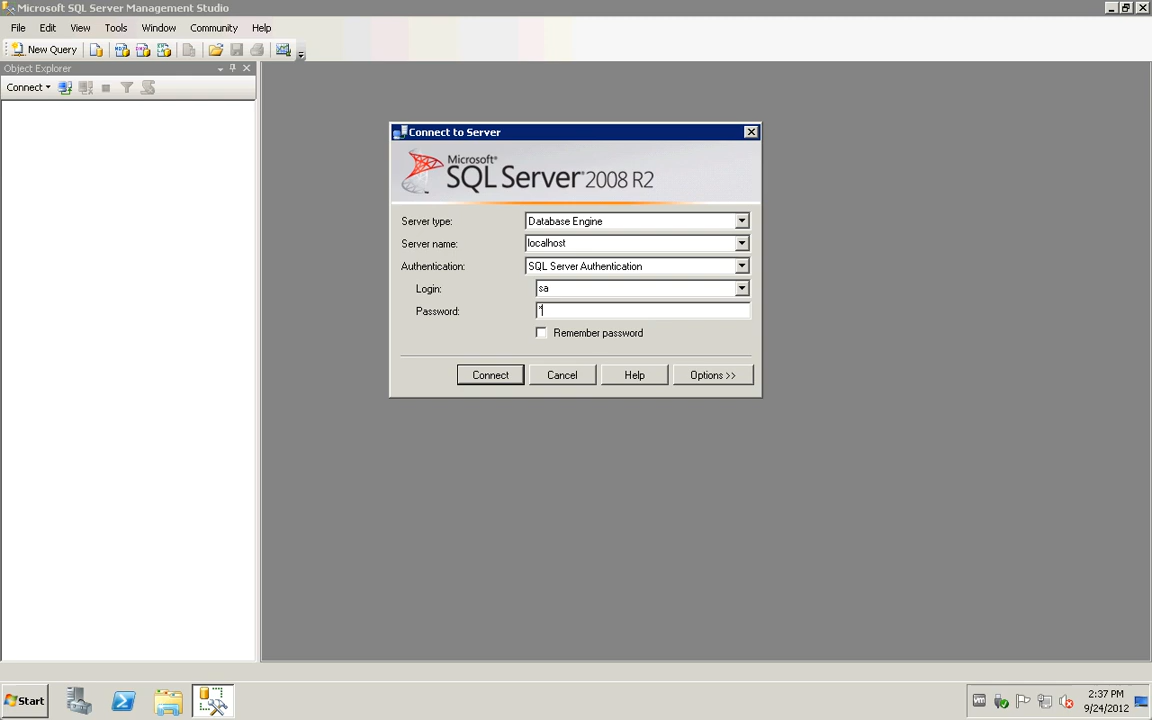 Microsoft SQL Server Management Studio
File Edit View Tools Window Community Help
New Query
Object Explorer
Connect
Connect to Server
Microsoft®
SQL Server® 2008 R2
Server type: Database Engine
Server name: localhost
Authentication: SQL Server Authentication
Login: sa
Password: *
Remember password
Connect Cancel Help Options >>
Start
2:37 PM
9/24/2012